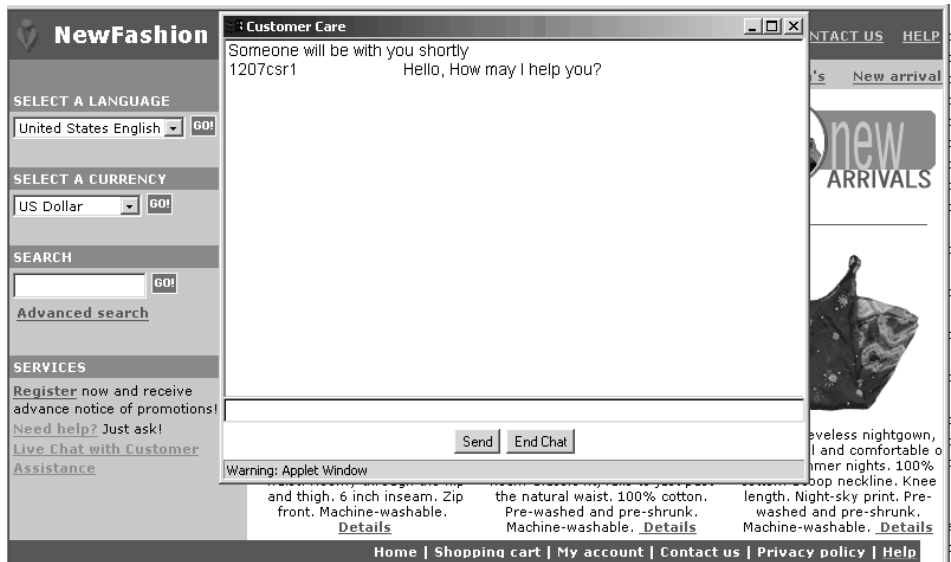 NewFashion
CONTACT US HELP
's New arrival
SELECT A LANGUAGE
United States English GO!
SELECT A CURRENCY
US Dollar GO!
SEARCH
GO!
Advanced search
SERVICES
Register now and receive
advance notice of promotions!
Need help? Just ask!
Live Chat with Customer
Assistance
Customer Care
Someone will be with you shortly
1207csr1 Hello, How may I help you?
Send End Chat
Warning: Applet Window
new
ARRIVALS
and thigh. 6 inch inseam. Zip
front. Machine-washable.
Details
the natural waist. 100% cotton.
Pre-washed and pre-shrunk.
Machine-washable. Details
nightgown,
and comfortable
nights. 100%
neckline. Knee
length. Night-sky print. Pre-
washed and pre-shrunk.
Machine-washable. Details
Home | Shopping cart | My account | Contact us | Privacy policy | Help